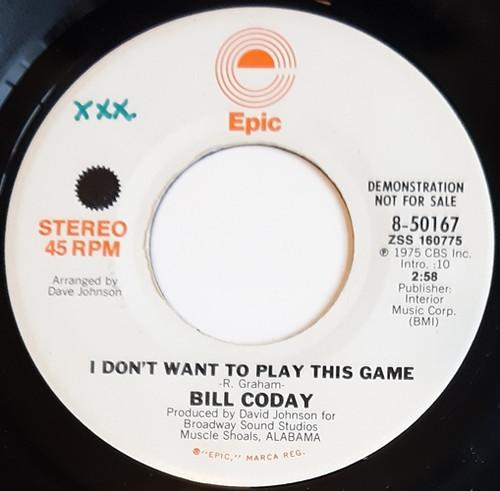 Epic
xxx.
DEMONSTRATION
NOT FOR SALE
8-50167
ZSS 160775
℗ 1975 CBS Inc.
Intro. :10
2:58
Publisher:
Interior
Music Corp.
(BMI)
STEREO
45 RPM
Arranged by
Dave Johnson
I DON'T WANT TO PLAY THIS GAME
-R. Graham-
BILL CODAY
Produced by David Johnson for
Broadway Sound Studios
Muscle Shoals, ALABAMA
®"EPIC," MARCA REG.